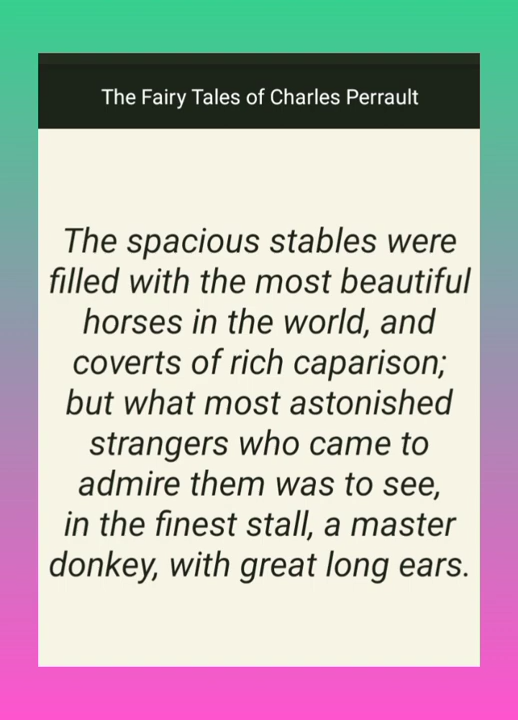 The Fairy Tales of Charles Perrault
The spacious stables were
filled with the most beautiful
horses in the world, and
coverts of rich caparison;
but what most astonished
strangers who came to
admire them was to see,
in the finest stall, a master
donkey, with great long ears.